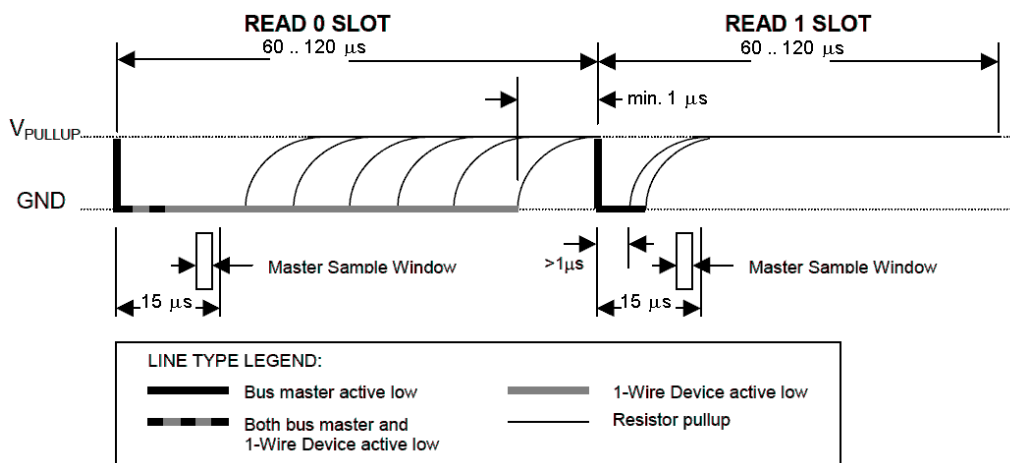 READ 0 SLOT
60 .. 120 μs
READ 1 SLOT
60 .. 120 μs
min. 1 μs
VPULLUP
GND
>1μs
Master Sample Window
Master Sample Window
15 μs
15 μs
LINE TYPE LEGEND:
Bus master active low
1-Wire Device active low
Both bus master and
1-Wire Device active low
Resistor pullup